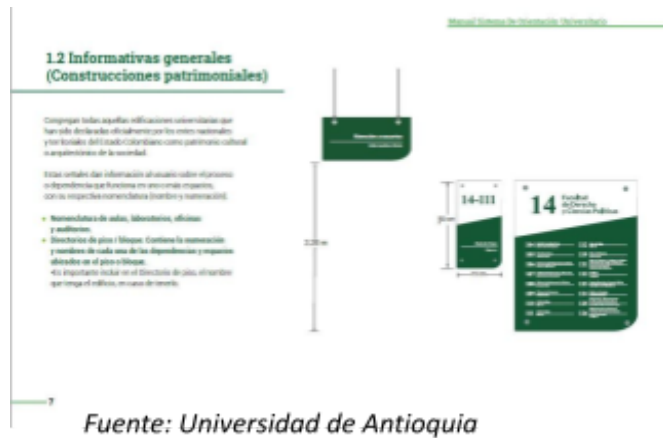 Manual Sistema De Orientación Universitario
1.2 Informativas generales
(Construcciones patrimoniales)
Congregan todas aquellas edificaciones universitarias que
han sido declaradas oficialmente por los entes nacionales
y territoriales del Estado Colombiano como patrimonio cultural
o arquitectónico de la sociedad.
Estas señales dan información al usuario sobre el proceso
o dependencia que funciona en uno o más espacios,
con su respectiva nomenclatura (nombre y numeración).
• Nomenclatura de aulas, laboratorios, oficinas
y auditorios.
• Directorios de piso / bloque. Contiene la numeración
y nombres de cada una de las dependencias y espacios
ubicados en el piso o bloque.
•Es importante incluir en el Directorio de piso, el nombre
que tenga el edificio, en caso de tenerlo.
14-111
14
Facultad
de Derecho
y Ciencias Políticas
7
Fuente: Universidad de Antioquia